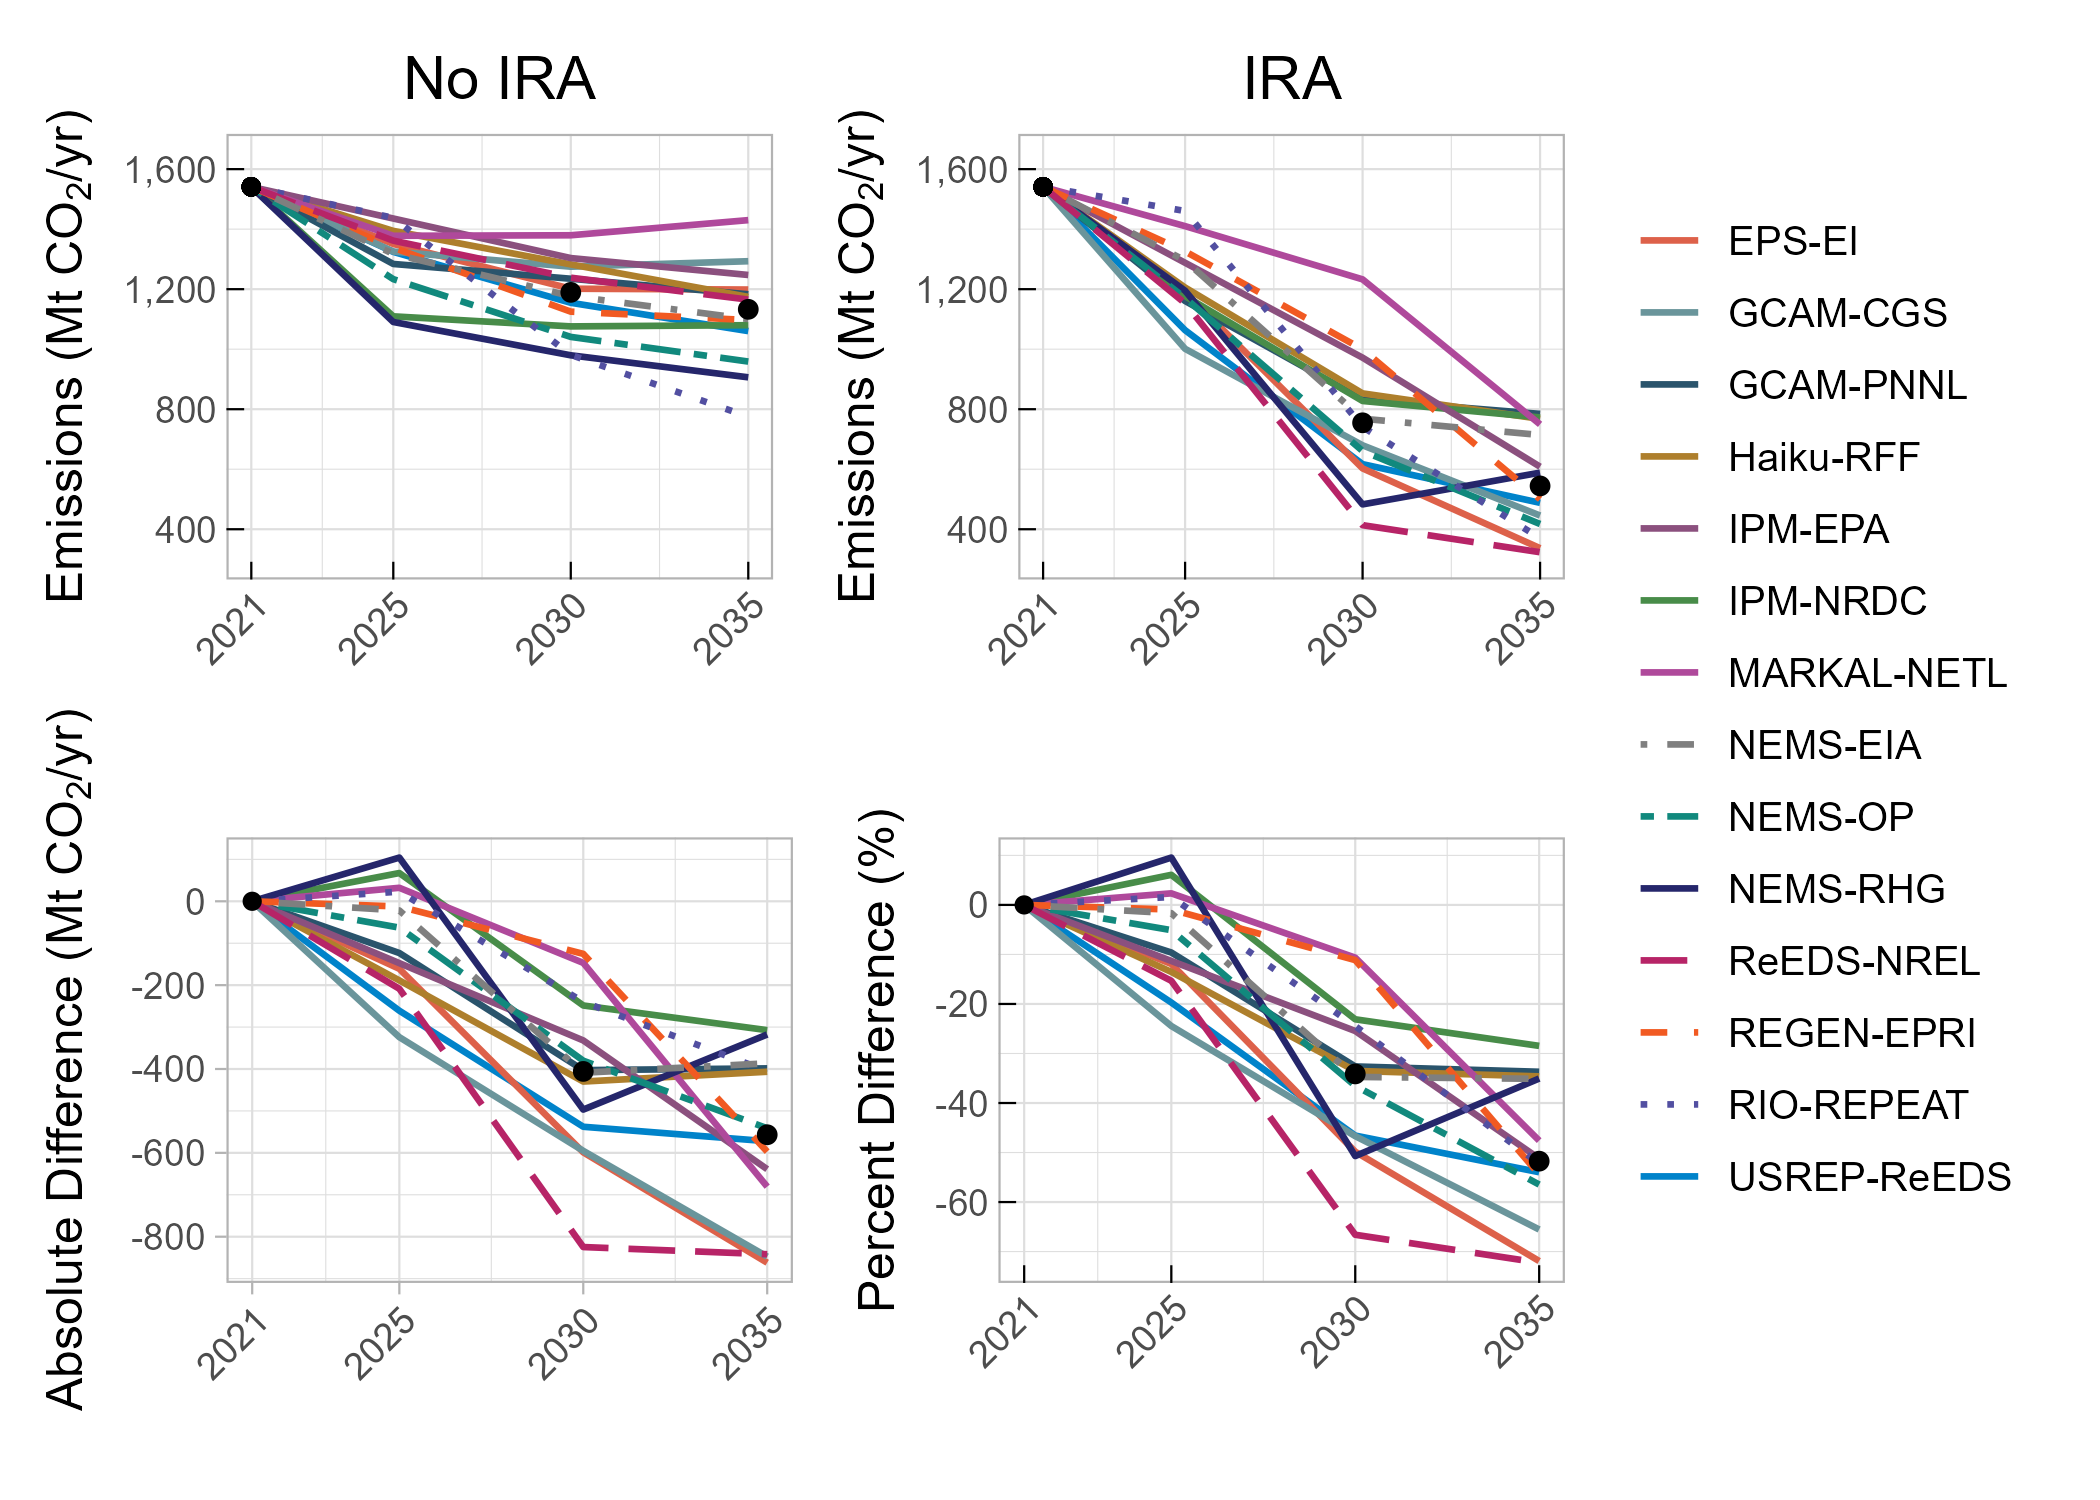 No IRA
IRA
Emissions (Mt CO₂/yr)
1,600
1,200
800
400
2021
2025
2030
2035
Emissions (Mt CO₂/yr)
1,600
1,200
800
400
2021
2025
2030
2035
Absolute Difference (Mt CO₂/yr)
0
-200
-400
-600
-800
2021
2025
2030
2035
Percent Difference (%)
0
-20
-40
-60
2021
2025
2030
2035
EPS-EI
GCAM-CGS
GCAM-PNNL
Haiku-RFF
IPM-EPA
IPM-NRDC
MARKAL-NETL
NEMS-EIA
NEMS-OP
NEMS-RHG
ReEDS-NREL
REGEN-EPRI
RIO-REPEAT
USREP-ReEDS